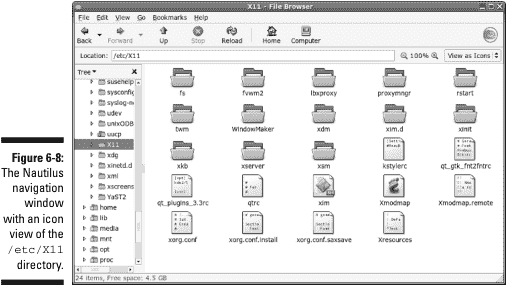 X11 - File Browser
File Edit View Go Bookmarks Help
Back Forward Up Stop Reload Home Computer
Location: /etc/X11 100% View as Icons
Tree
susehelp
sysconfig
syslog-n
udev
unixODB
uucp
X11
xdg
xinetd.d
xml
xscreens
YaST2
home
lib
media
mnt
opt
proc
fs fvwm2 lbxproxy proxymngr rstart
twm WindowMaker xdm xim.d xinit
xkb xserver xsm kstylerc qt_gtk_fnt2fntrc
qt_plugins_3.3rc qtrc xim Xmodmap Xmodmap.remote
xorg.conf xorg.conf.install xorg.conf.saxsave Xresources
24 items, Free space: 4.5 GB
Figure 6-8:
The Nautilus
navigation
window
with an icon
view of the
/etc/X11
directory.